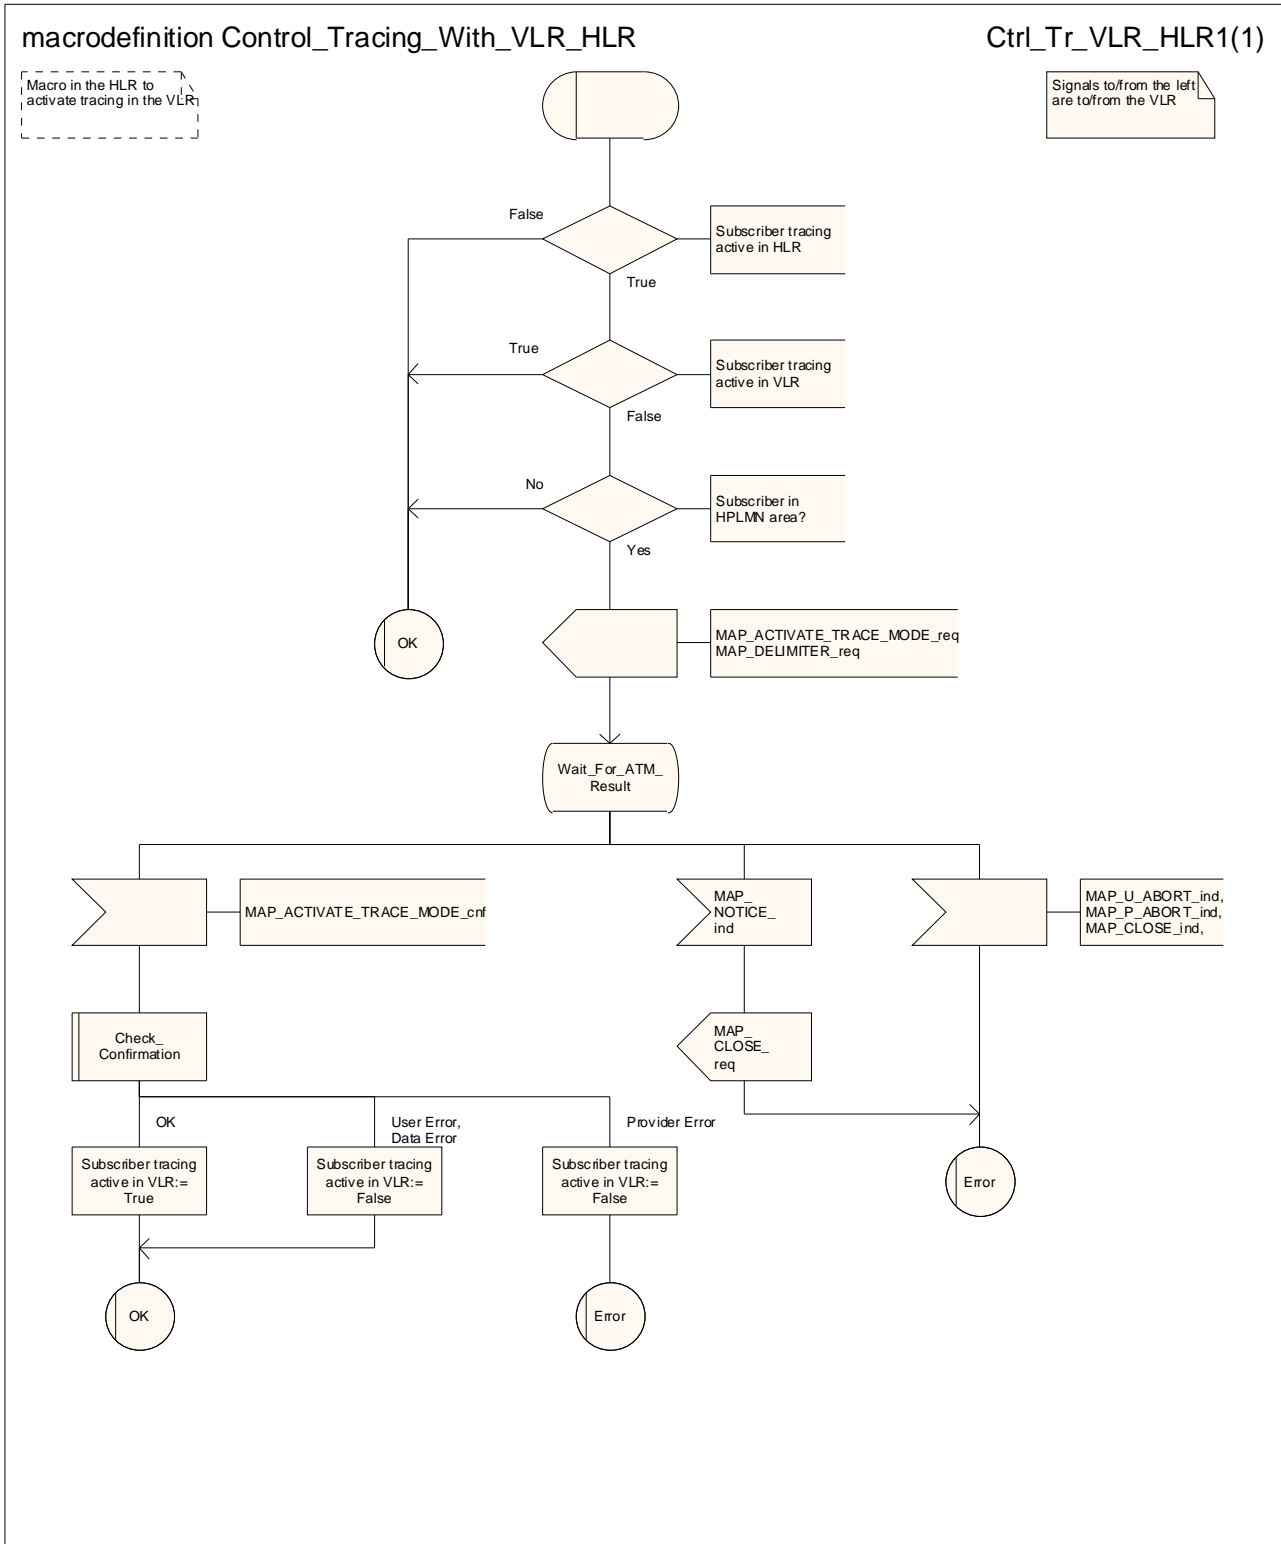 macrodefinition Control_Tracing_With_VLR_HLR
Ctrl_Tr_VLR_HLR1(1)
Macro in the HLR to
activate tracing in the VLR
Signals to/from the left
are to/from the VLR
False
Subscriber tracing
active in HLR
True
True
Subscriber tracing
active in VLR
False
No
Subscriber in
HPLMN area?
Yes
OK
MAP_ACTIVATE_TRACE_MODE_req
MAP_DELIMITER_req
Wait_For_ATM_
Result
MAP_ACTIVATE_TRACE_MODE_cnf
MAP_
NOTICE_
ind
MAP_U_ABORT_ind,
MAP_P_ABORT_ind,
MAP_CLOSE_ind,
Check_
Confirmation
MAP_
CLOSE_
req
OK
User Error,
Data Error
Provider Error
Subscriber tracing
active in VLR:=
True
Subscriber tracing
active in VLR:=
False
Subscriber tracing
active in VLR:=
False
Error
OK
Error